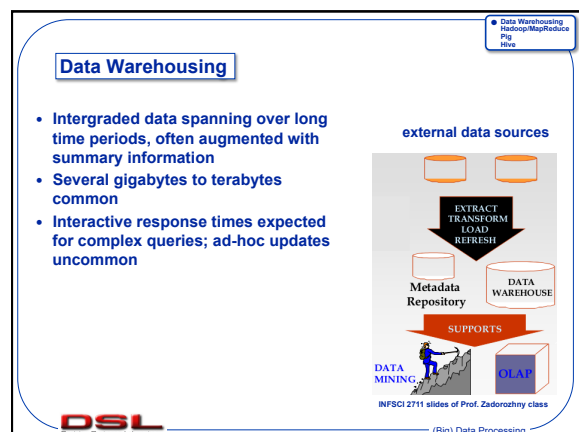 Data Warehousing
Hadoop/MapReduce
Pig
Hive
Data Warehousing
• Intergraded data spanning over long
time periods, often augmented with
summary information
• Several gigabytes to terabytes
common
• Interactive response times expected
for complex queries; ad-hoc updates
uncommon
external data sources
EXTRACT
TRANSFORM
LOAD
REFRESH
Metadata
Repository
DATA
WAREHOUSE
SUPPORTS
DATA
MINING
OLAP
INFSCI 2711 slides of Prof. Zadorozhny class
DSL
(Big) Data Processing